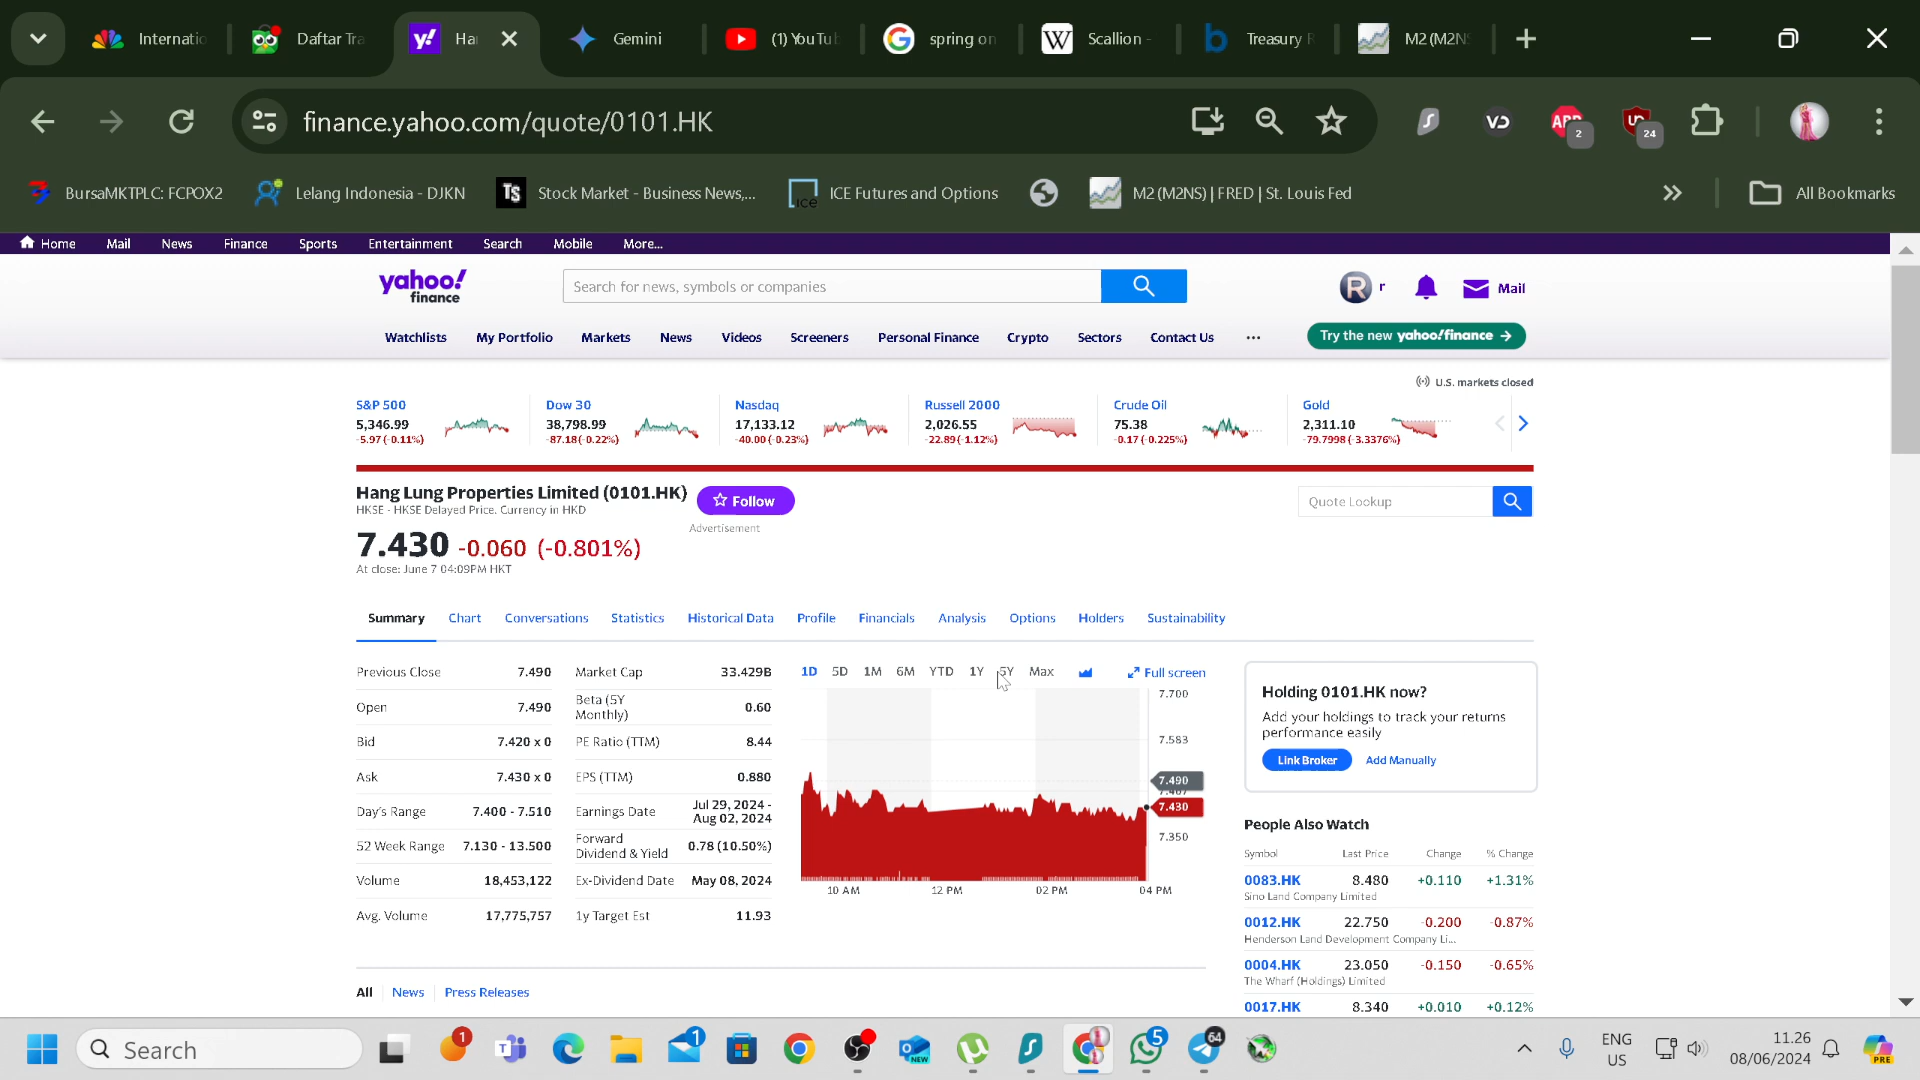 Internatio
Daftar Tra
Ha
Gemini
(1) YouTub
spring on
Scallion -
Treasury R
M2 (M2NS
finance.yahoo.com/quote/0101.HK
2
24
BursaMKTPLC: FCPOX2
Lelang Indonesia - DJKN
TS
Stock Market - Business News,...
ICE Futures and Options
M2 (M2NS) | FRED | St. Louis Fed
All Bookmarks
Home Mail News Finance Sports Entertainment Search Mobile More...
yahoo!
finance
Search for news, symbols or companies
R r
Mail
Watchlists My Portfolio Markets News Videos Screeners Personal Finance Crypto Sectors Contact Us ...
Try the new yahoo!finance →
U.S. markets closed
S&P 500
5,346.99
-5.97 (-0.11%)
Dow 30
38,798.99
-87.18 (-0.22%)
Nasdaq
17,133.12
-40.00 (-0.23%)
Russell 2000
2,026.55
-22.89 (-1.12%)
Crude Oil
75.38
-0.17 (-0.225%)
Gold
2,311.10
-79.7998 (-3.3376%)
Hang Lung Properties Limited (0101.HK)
Follow
HKSE - HKSE Delayed Price. Currency in HKD
Advertisement
Quote Lookup
7.430 -0.060 (-0.801%)
At close: June 7 04:09PM HKT
Summary Chart Conversations Statistics Historical Data Profile Financials Analysis Options Holders Sustainability
Previous Close 7.490
Open 7.490
Bid 7.420 x 0
Ask 7.430 x 0
Day's Range 7.400 - 7.510
52 Week Range 7.130 - 13.500
Volume 18,453,122
Avg. Volume 17,775,757
Market Cap 33.429B
Beta (5Y
Monthly) 0.60
PE Ratio (TTM) 8.44
EPS (TTM) 0.880
Earnings Date Jul 29, 2024 -
Aug 02, 2024
Forward
Dividend & Yield 0.78 (10.50%)
Ex-Dividend Date May 08, 2024
1y Target Est 11.93
1D 5D 1M 6M YTD 1Y 5Y Max
Full screen
7.700
7.583
7.490
7.467
7.430
7.350
10 AM 12 PM 02 PM 04 PM
Holding 0101.HK now?
Add your holdings to track your returns
performance easily
Link Broker Add Manually
People Also Watch
Symbol Last Price Change % Change
0083.HK 8.480 +0.110 +1.31%
Sino Land Company Limited
0012.HK 22.750 -0.200 -0.87%
Henderson Land Development Company Li...
0004.HK 23.050 -0.150 -0.65%
The Wharf (Holdings) Limited
0017.HK 8.340 +0.010 +0.12%
All News Press Releases
Search
1
1
5
64
ENG
US
11.26
08/06/2024
PRE